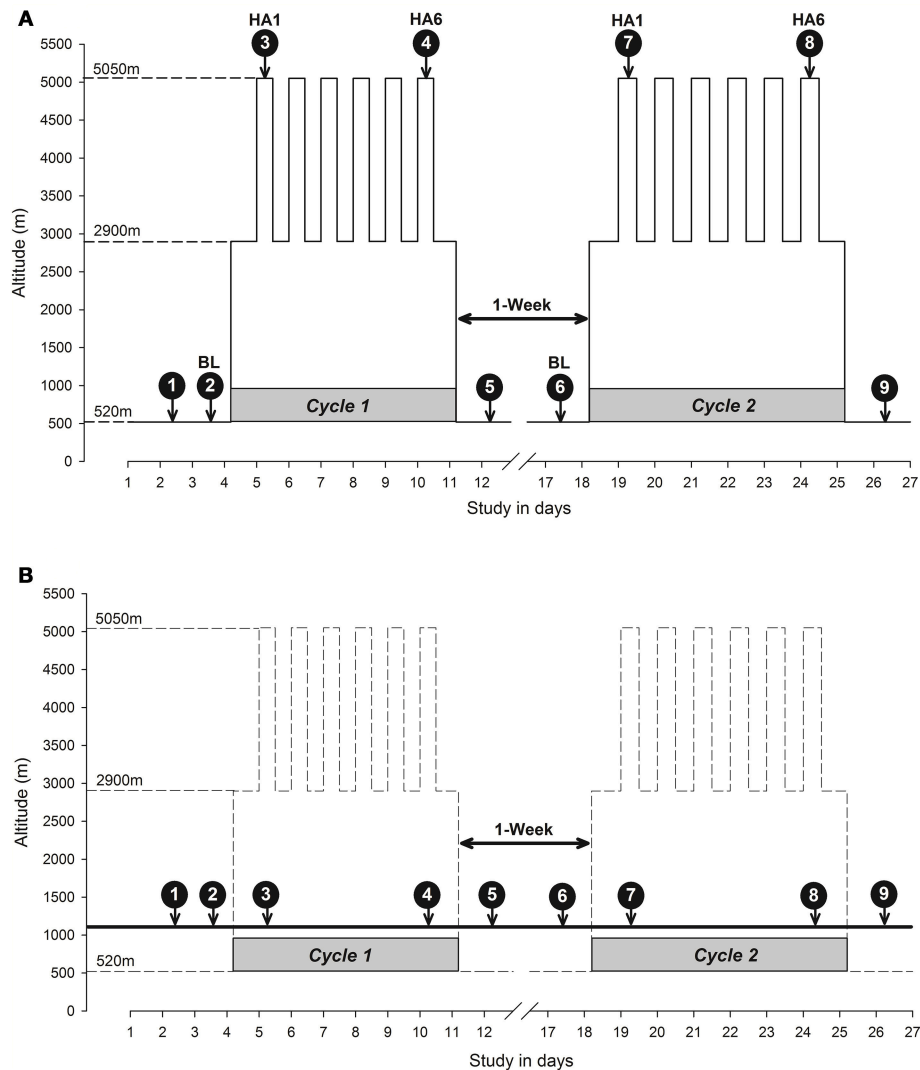 A
HA1 HA6 HA1 HA6
3 4 7 8
5500
5050m
5000
4500
4000
3500
3000
2900m
2500
2000
1500
1000
500
0
Altitude (m)
1-Week
BL BL
1 2 5 6 9
520m
Cycle 1 Cycle 2
1 2 3 4 5 6 7 8 9 10 11 12 17 18 19 20 21 22 23 24 25 26 27
Study in days
B
5500
5050m
5000
4500
4000
3500
3000
2900m
2500
2000
1500
1000
500
0
Altitude (m)
1-Week
1 2 3 4 5 6 7 8 9
520m
Cycle 1 Cycle 2
1 2 3 4 5 6 7 8 9 10 11 12 17 18 19 20 21 22 23 24 25 26 27
Study in days